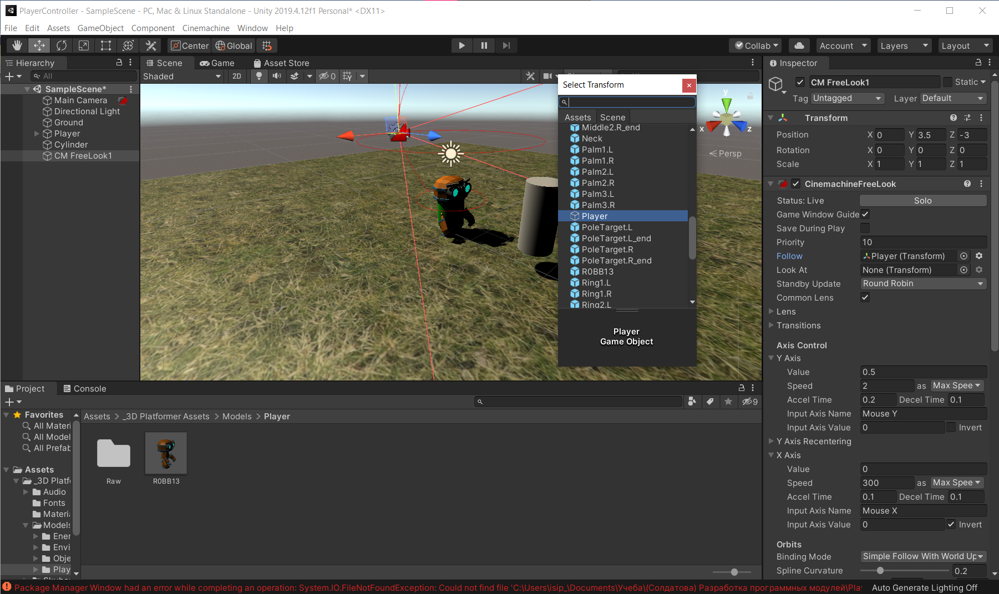 PlayerController - SampleScene - PC, Mac & Linux Standalone - Unity 2019.4.12f1 Personal* <DX11>
File Edit Assets GameObject Component Cinemachine Window Help
Center Global Collab Account Layers Layout
Hierarchy
All
SampleScene*
Main Camera
Directional Light
Ground
Player
Cylinder
CM FreeLook1
Scene Game Asset Store
Shaded 2D 0
y
x
z
Persp
Select Transform
Assets Scene
Middle2.R_end
Neck
Palm1.L
Palm1.R
Palm2.L
Palm2.R
Palm3.L
Palm3.R
Player
PoleTarget.L
PoleTarget.L_end
PoleTarget.R
PoleTarget.R_end
R0BB13
Ring1.L
Ring1.R
Ring2.L
Player
Game Object
Inspector
CM FreeLook1 Static
Tag Untagged Layer Default
Transform
Position X 0 Y 3.5 Z -3
Rotation X 0 Y 0 Z 0
Scale X 1 Y 1 Z 1
CinemachineFreeLook
Status: Live Solo
Game Window Guide
Save During Play
Priority 10
Follow Player (Transform)
Look At None (Transform)
Standby Update Round Robin
Common Lens
Lens
Transitions
Axis Control
Y Axis
Value 0.5
Speed 2 as Max Spee
Accel Time 0.2 Decel Time 0.1
Input Axis Name Mouse Y
Input Axis Value 0 Invert
Y Axis Recentering
X Axis
Value 0
Speed 300 as Max Spee
Accel Time 0.1 Decel Time 0.1
Input Axis Name Mouse X
Input Axis Value 0 Invert
Orbits
Binding Mode Simple Follow With World Up
Spline Curvature 0.2
Project Console
9
Favorites
All Materi
All Model
All Prefab
Assets
_3D Platf
Audio
Fonts
Materia
Models
Ener
Envi
Obje
Play
Assets > _3D Platformer Assets > Models > Player
Raw
R0BB13
Package Manager Window had an error while completing an operation: System.IO.FileNotFoundException: Could not find file 'C:\Users\isip_\Documents\Учеба\(Солдатова) Разработка программных модулей\Pla
Auto Generate Lighting Off